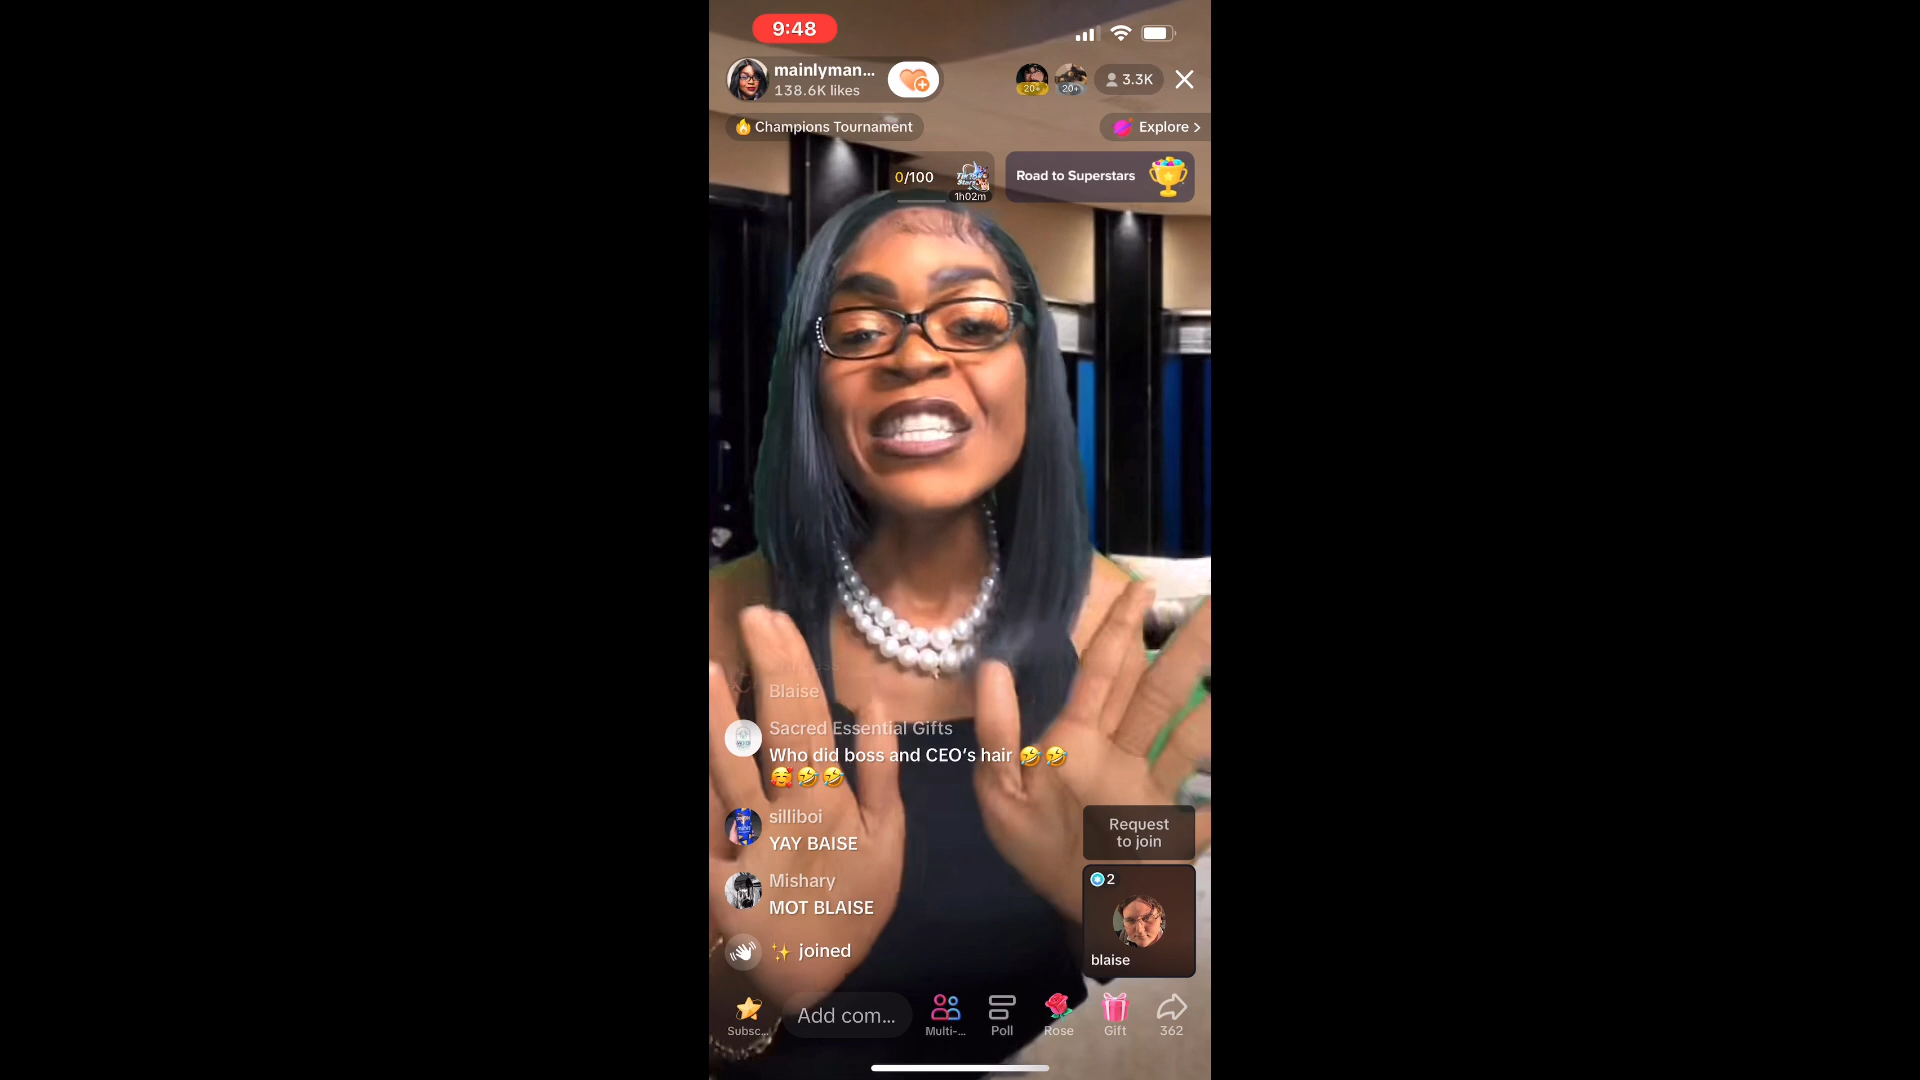 9:48
mainlyman...
138.6K likes
20+
20+
3.3K
Champions Tournament
Explore >
0/100
1h02m
Road to Superstars
Blaise
Sacred Essential Gifts
Who did boss and CEO's hair 🤣🤣
🥰🤣🤣
silliboi
YAY BAISE
Mishary
MOT BLAISE
✨ joined
Request
to join
2
blaise
Subsc...
Add com...
Multi-...
Poll
Rose
Gift
362